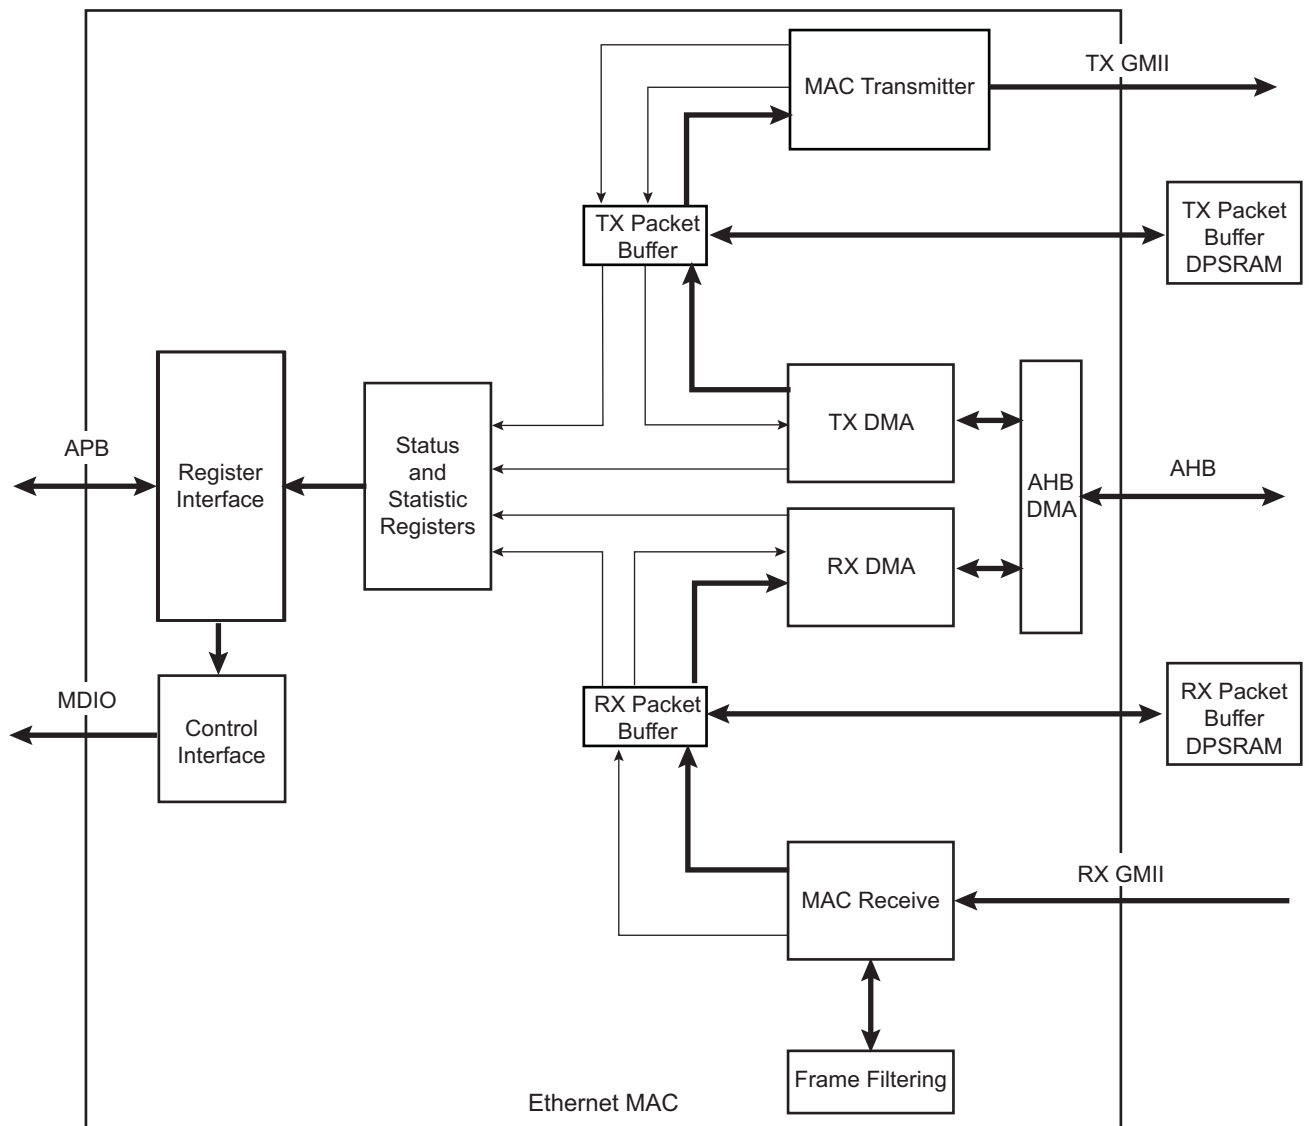 TX GMII
MAC Transmitter
TX Packet
Buffer
TX Packet
Buffer
DPSRAM
APB
Register
Interface
Status
and
Statistic
Registers
TX DMA
AHB
DMA
AHB
RX DMA
MDIO
Control
Interface
RX Packet
Buffer
RX Packet
Buffer
DPSRAM
RX GMII
MAC Receive
Frame Filtering
Ethernet MAC